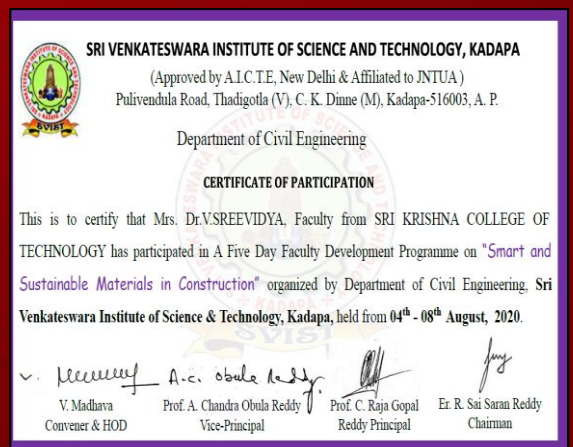 SRI VENKATESWARA INSTITUTE OF SCIENCE AND TECHNOLOGY, KADAPA
(Approved by A.I.C.T.E, New Delhi & Affiliated to JNTUA )
Pulivendula Road, Thadigotla (V), C. K. Dinne (M), Kadapa-516003, A. P.
SVIST
Department of Civil Engineering
CERTIFICATE OF PARTICIPATION
This is to certify that Mrs. Dr.V.SREEVIDYA, Faculty from SRI KRISHNA COLLEGE OF
TECHNOLOGY has participated in A Five Day Faculty Development Programme on "Smart and
Sustainable Materials in Construction" organized by Department of Civil Engineering, Sri
Venkateswara Institute of Science & Technology, Kadapa, held from 04th - 08th August, 2020.
A.C. Obula Reddy
V. Madhava
Convener & HOD
Prof. A. Chandra Obula Reddy
Vice-Principal
Prof. C. Raja Gopal
Reddy Principal
Er. R. Sai Saran Reddy
Chairman